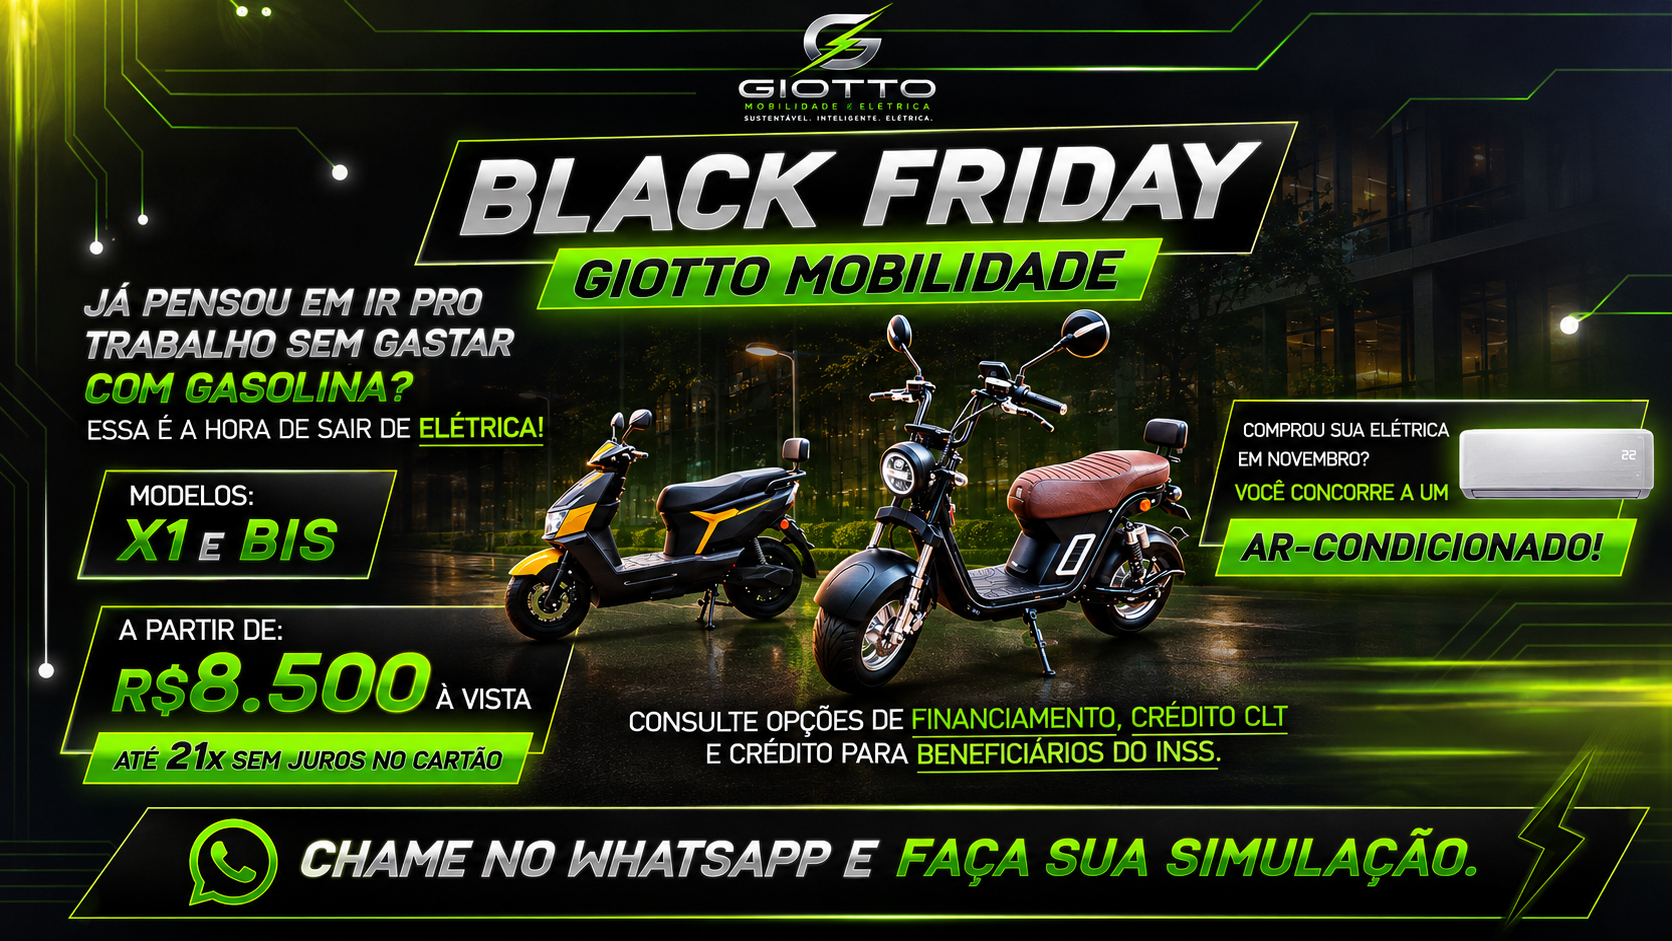 GIOTTO
MOBILIDADE ELÉTRICA
SUSTENTÁVEL. INTELIGENTE. ELÉTRICA.
BLACK FRIDAY
GIOTTO MOBILIDADE
JÁ PENSOU EM IR PRO
TRABALHO SEM GASTAR
COM GASOLINA?
ESSA É A HORA DE SAIR DE ELÉTRICA!
MODELOS:
X1 E BIS
A PARTIR DE:
R$8.500 À VISTA
ATÉ 21x SEM JUROS NO CARTÃO
COMPROU SUA ELÉTRICA
EM NOVEMBRO?
VOCÊ CONCORRE A UM
22
AR-CONDICIONADO!
CONSULTE OPÇÕES DE FINANCIAMENTO, CRÉDITO CLT
E CRÉDITO PARA BENEFICIÁRIOS DO INSS.
CHAME NO WHATSAPP E FAÇA SUA SIMULAÇÃO.